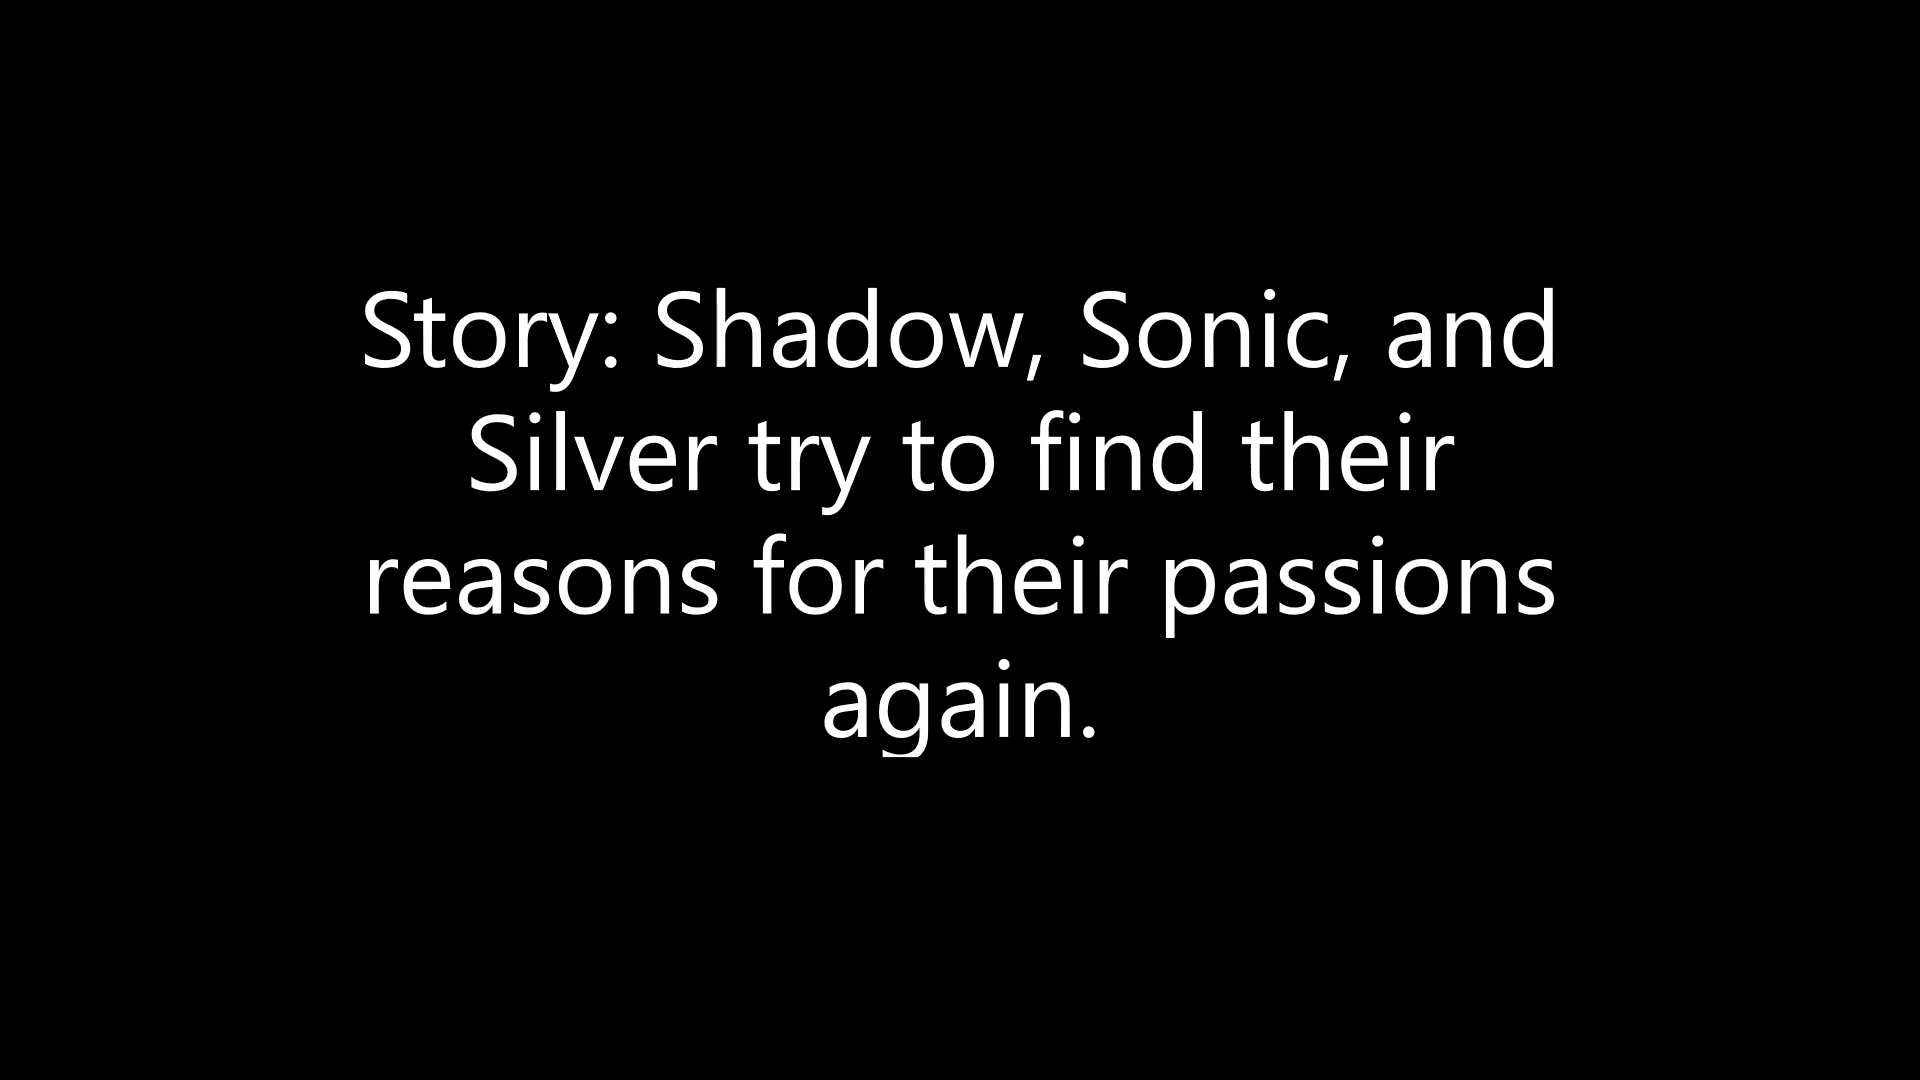 Story: Shadow, Sonic, and
Silver try to find their
reasons for their passions
again.